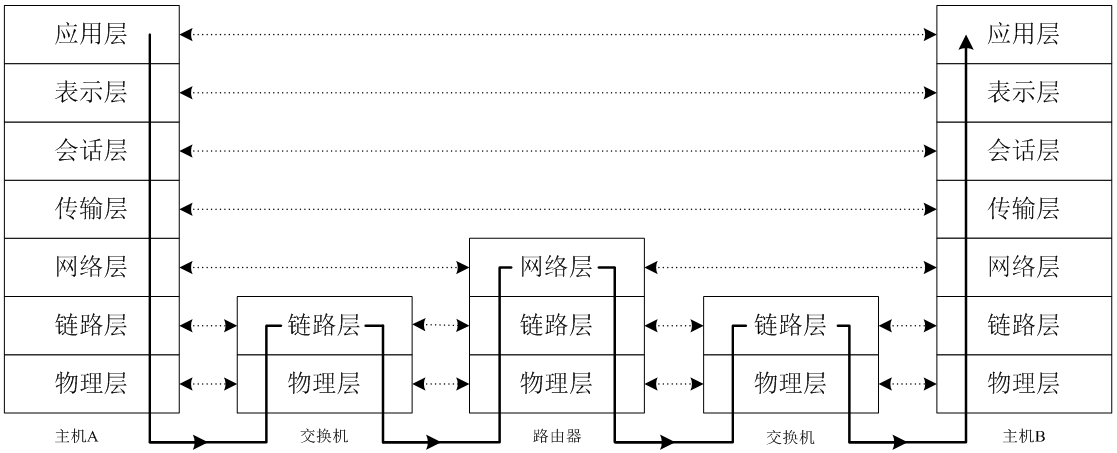 应用层 应用层
表示层 表示层
会话层 会话层
传输层 传输层
网络层 网络层 网络层
链路层 链路层 链路层 链路层 链路层
物理层 物理层 物理层 物理层 物理层
主机A 交换机 路由器 交换机 主机B